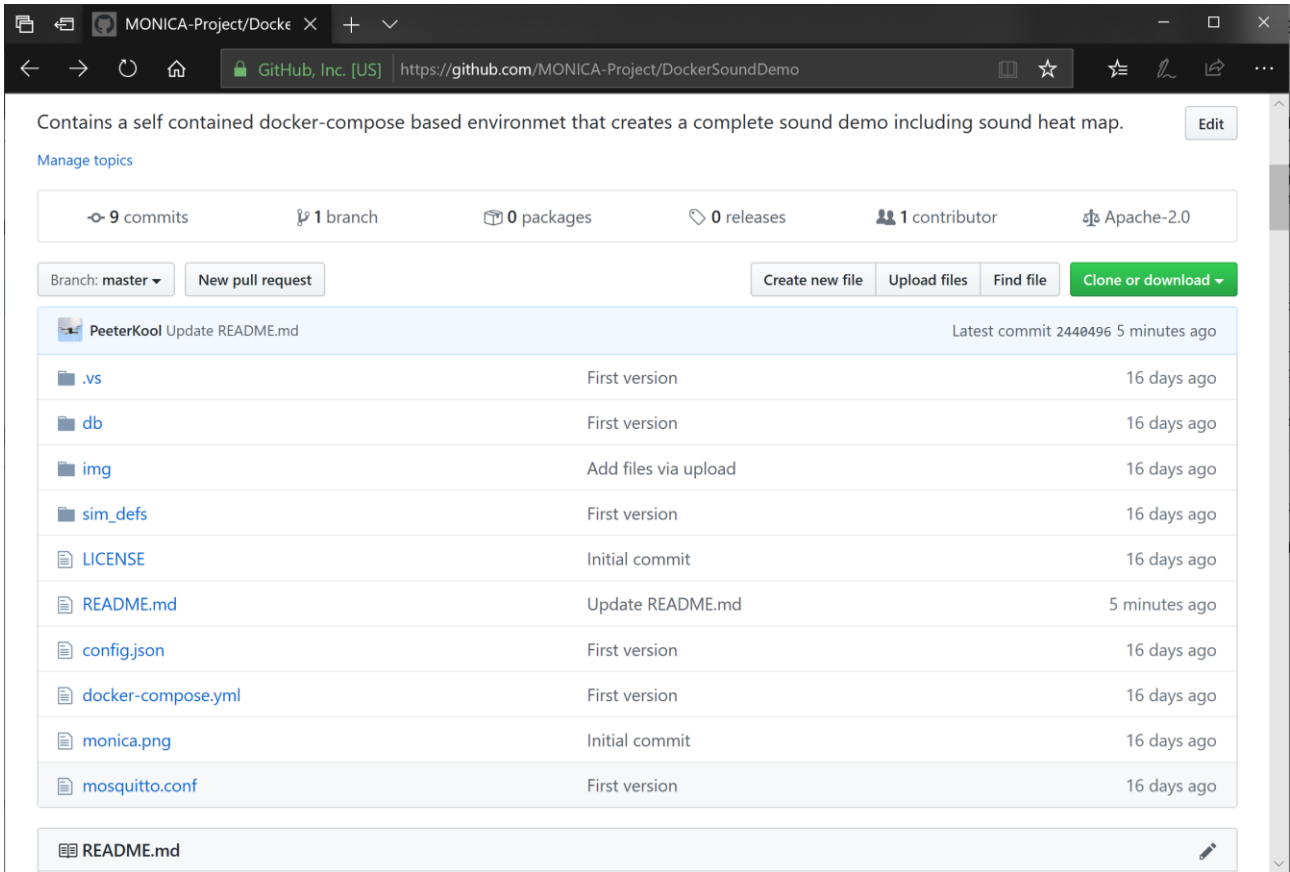 MONICA-Project/Docke
GitHub, Inc. [US] https://github.com/MONICA-Project/DockerSoundDemo
Contains a self contained docker-compose based environmet that creates a complete sound demo including sound heat map.
Edit
Manage topics
9 commits 1 branch 0 packages 0 releases 1 contributor Apache-2.0
Branch: master New pull request Create new file Upload files Find file Clone or download
PeeterKool Update README.md Latest commit 2440496 5 minutes ago
.vs First version 16 days ago
db First version 16 days ago
img Add files via upload 16 days ago
sim_defs First version 16 days ago
LICENSE Initial commit 16 days ago
README.md Update README.md 5 minutes ago
config.json First version 16 days ago
docker-compose.yml First version 16 days ago
monica.png Initial commit 16 days ago
mosquitto.conf First version 16 days ago
README.md